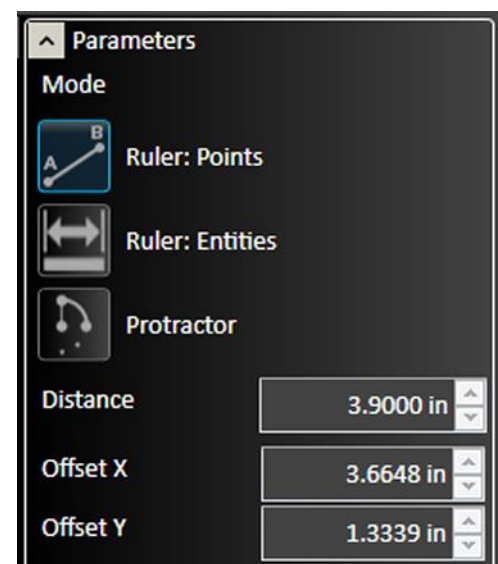 Parameters
Mode
A B
Ruler: Points
Ruler: Entities
Protractor
Distance 3.9000 in
Offset X 3.6648 in
Offset Y 1.3339 in